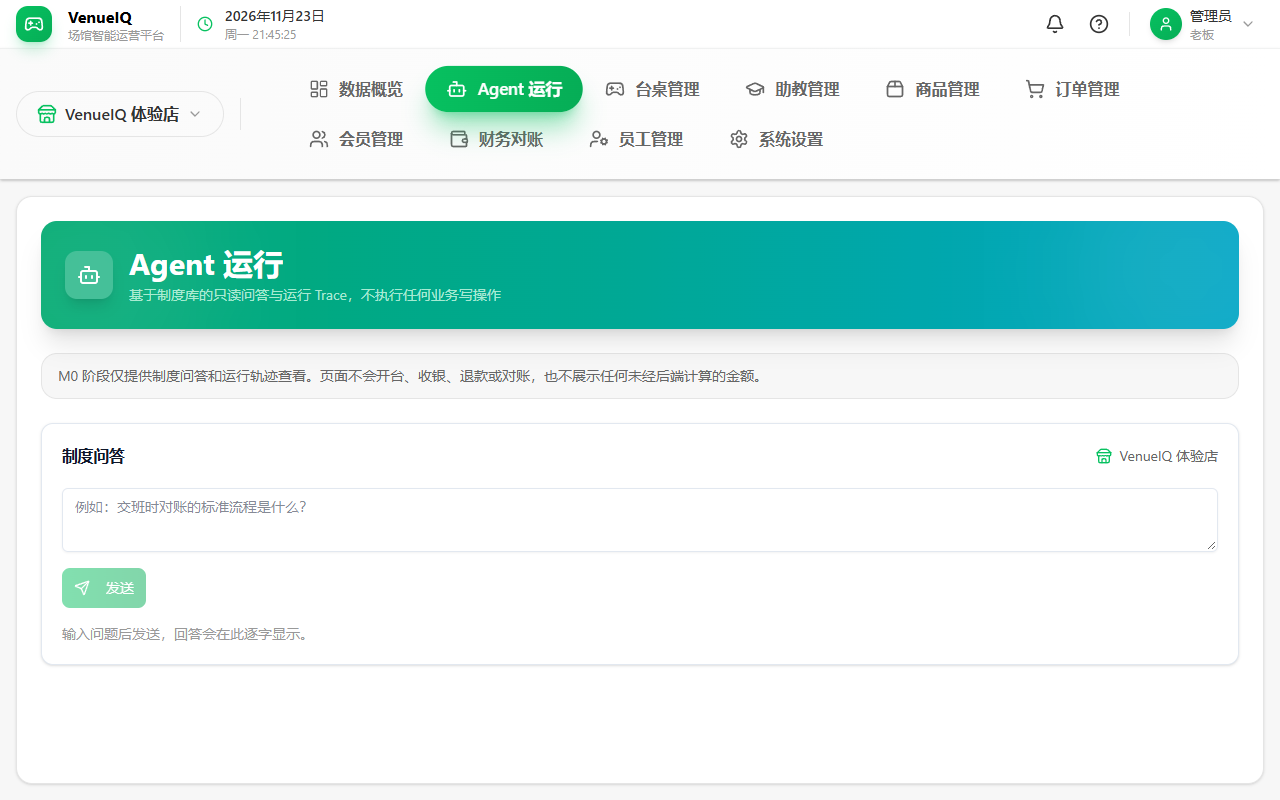 VenueIQ
场馆智能运营平台
2026年11月23日
周一 21:45:25
管理员
老板
VenueIQ 体验店
数据概览
Agent 运行
台桌管理
助教管理
商品管理
订单管理
会员管理
财务对账
员工管理
系统设置
Agent 运行
基于制度库的只读问答与运行 Trace，不执行任何业务写操作
M0 阶段仅提供制度问答和运行轨迹查看。页面不会开台、收银、退款或对账，也不展示任何未经后端计算的金额。
制度问答
VenueIQ 体验店
例如：交班时对账的标准流程是什么？
发送
输入问题后发送，回答会在此逐字显示。